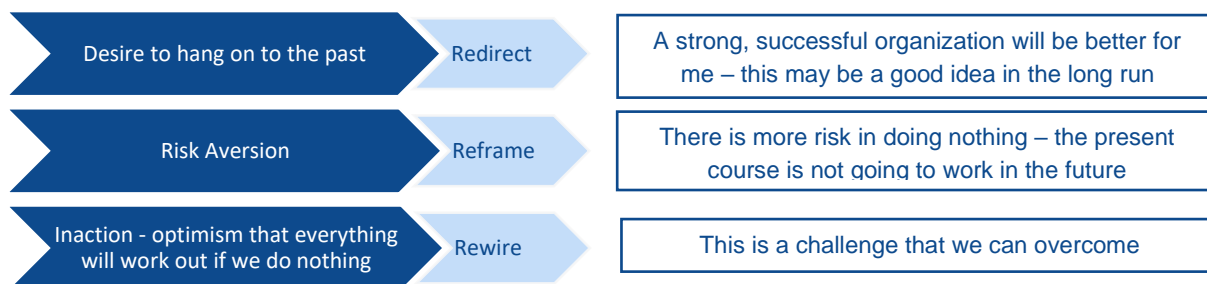 Desire to hang on to the past
Redirect
A strong, successful organization will be better for
me – this may be a good idea in the long run
Risk Aversion
Reframe
There is more risk in doing nothing – the present
course is not going to work in the future
Inaction - optimism that everything
will work out if we do nothing
Rewire
This is a challenge that we can overcome